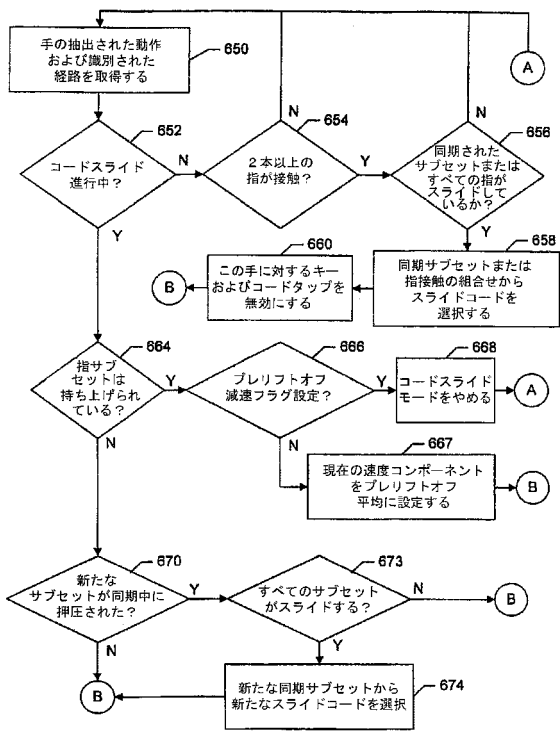 手の抽出された動作
および識別された
経路を取得する
650
A
652
コードスライド
進行中？
N
Y
654
2本以上の
指が接触？
N
Y
656
同期された
サブセットまたは
すべての指が
スライドして
いるか？
N
Y
658
同期サブセットまたは
指接触の組合せから
スライドコードを
選択する
660
この手に対するキー
およびコードタップを
無効にする
B
664
指サブ
セットは
持ち上げられ
ている？
Y
N
666
プレリフトオフ
減速フラグ設定？
Y
N
668
コードスライド
モードをやめる
A
667
現在の速度コンポーネント
をプレリフトオフ
平均に設定する
B
670
新たな
サブセットが同期中に
押圧された？
Y
N
673
すべてのサブセット
がスライドする？
N
Y
B
674
新たな同期サブセットから
新たなスライドコードを選択
B